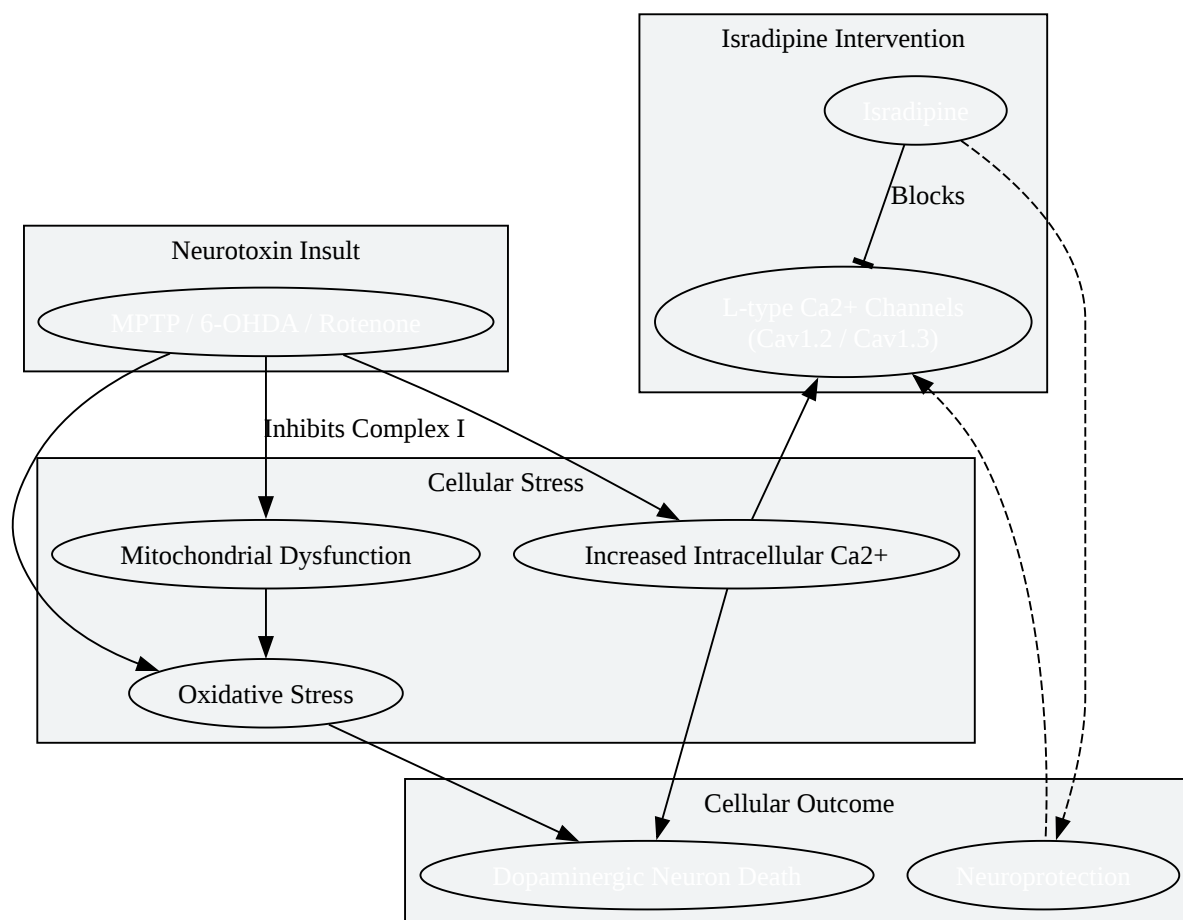 Isradipine Intervention
Isradipine
Blocks
Neurotoxin Insult
MPTP / 6-OHDA / Rotenone
L-type Ca2+ Channels
(Cav1.2 / Cav1.3)
Inhibits Complex I
Cellular Stress
Mitochondrial Dysfunction
Increased Intracellular Ca2+
Oxidative Stress
Cellular Outcome
Dopaminergic Neuron Death
Neuroprotection